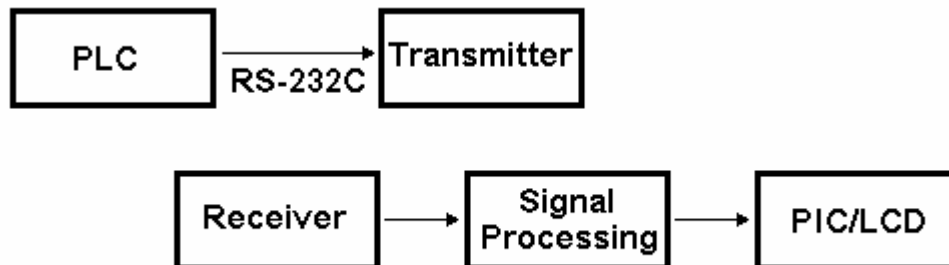 PLC
RS-232C
Transmitter
Receiver
Signal
Processing
PIC/LCD